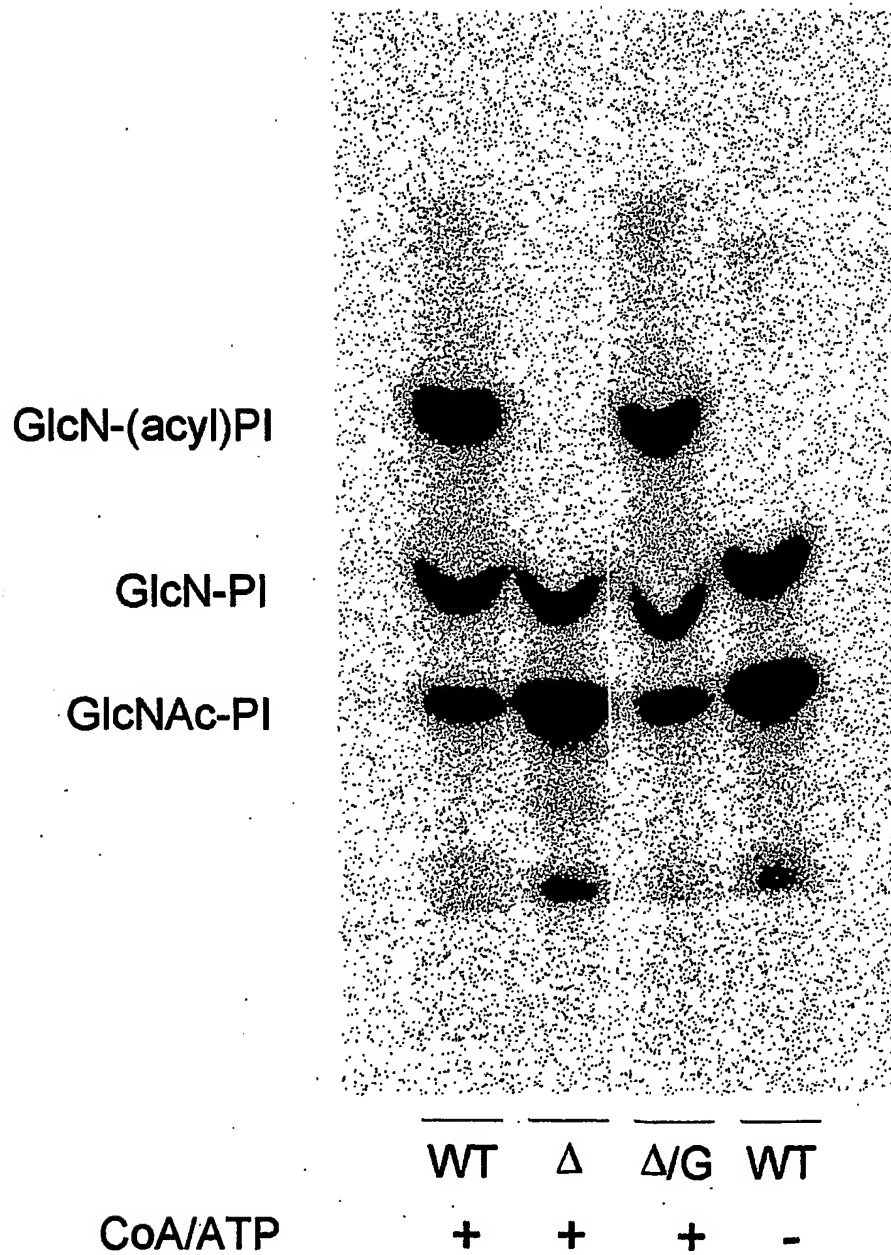 GlcN-(acyl)PI
GlcN-PI
GlcNAc-PI
WT Δ Δ/G WT
CoA/ATP + + + -